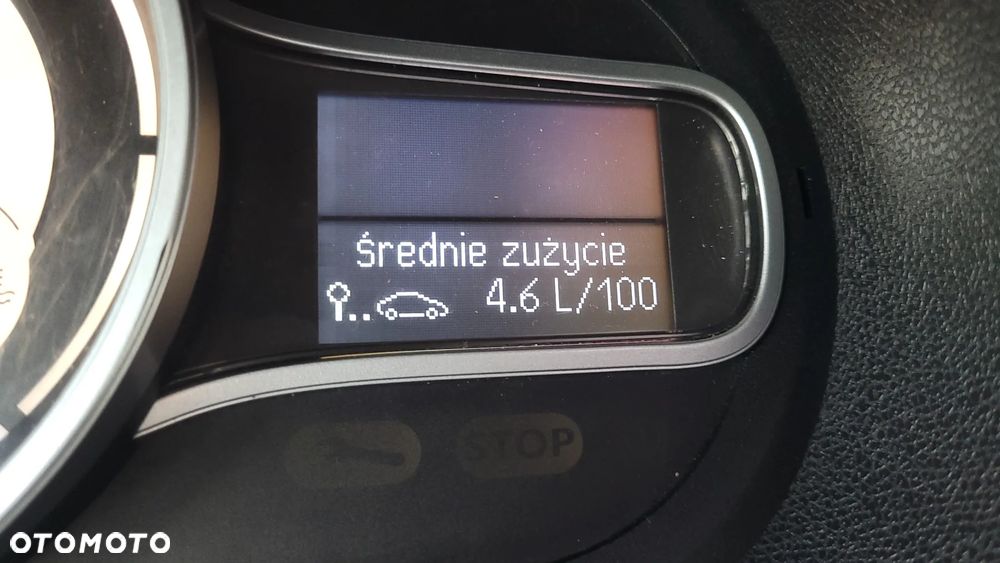 Średnie zużycie
4.6 L/100
STOP
OTOMOTO